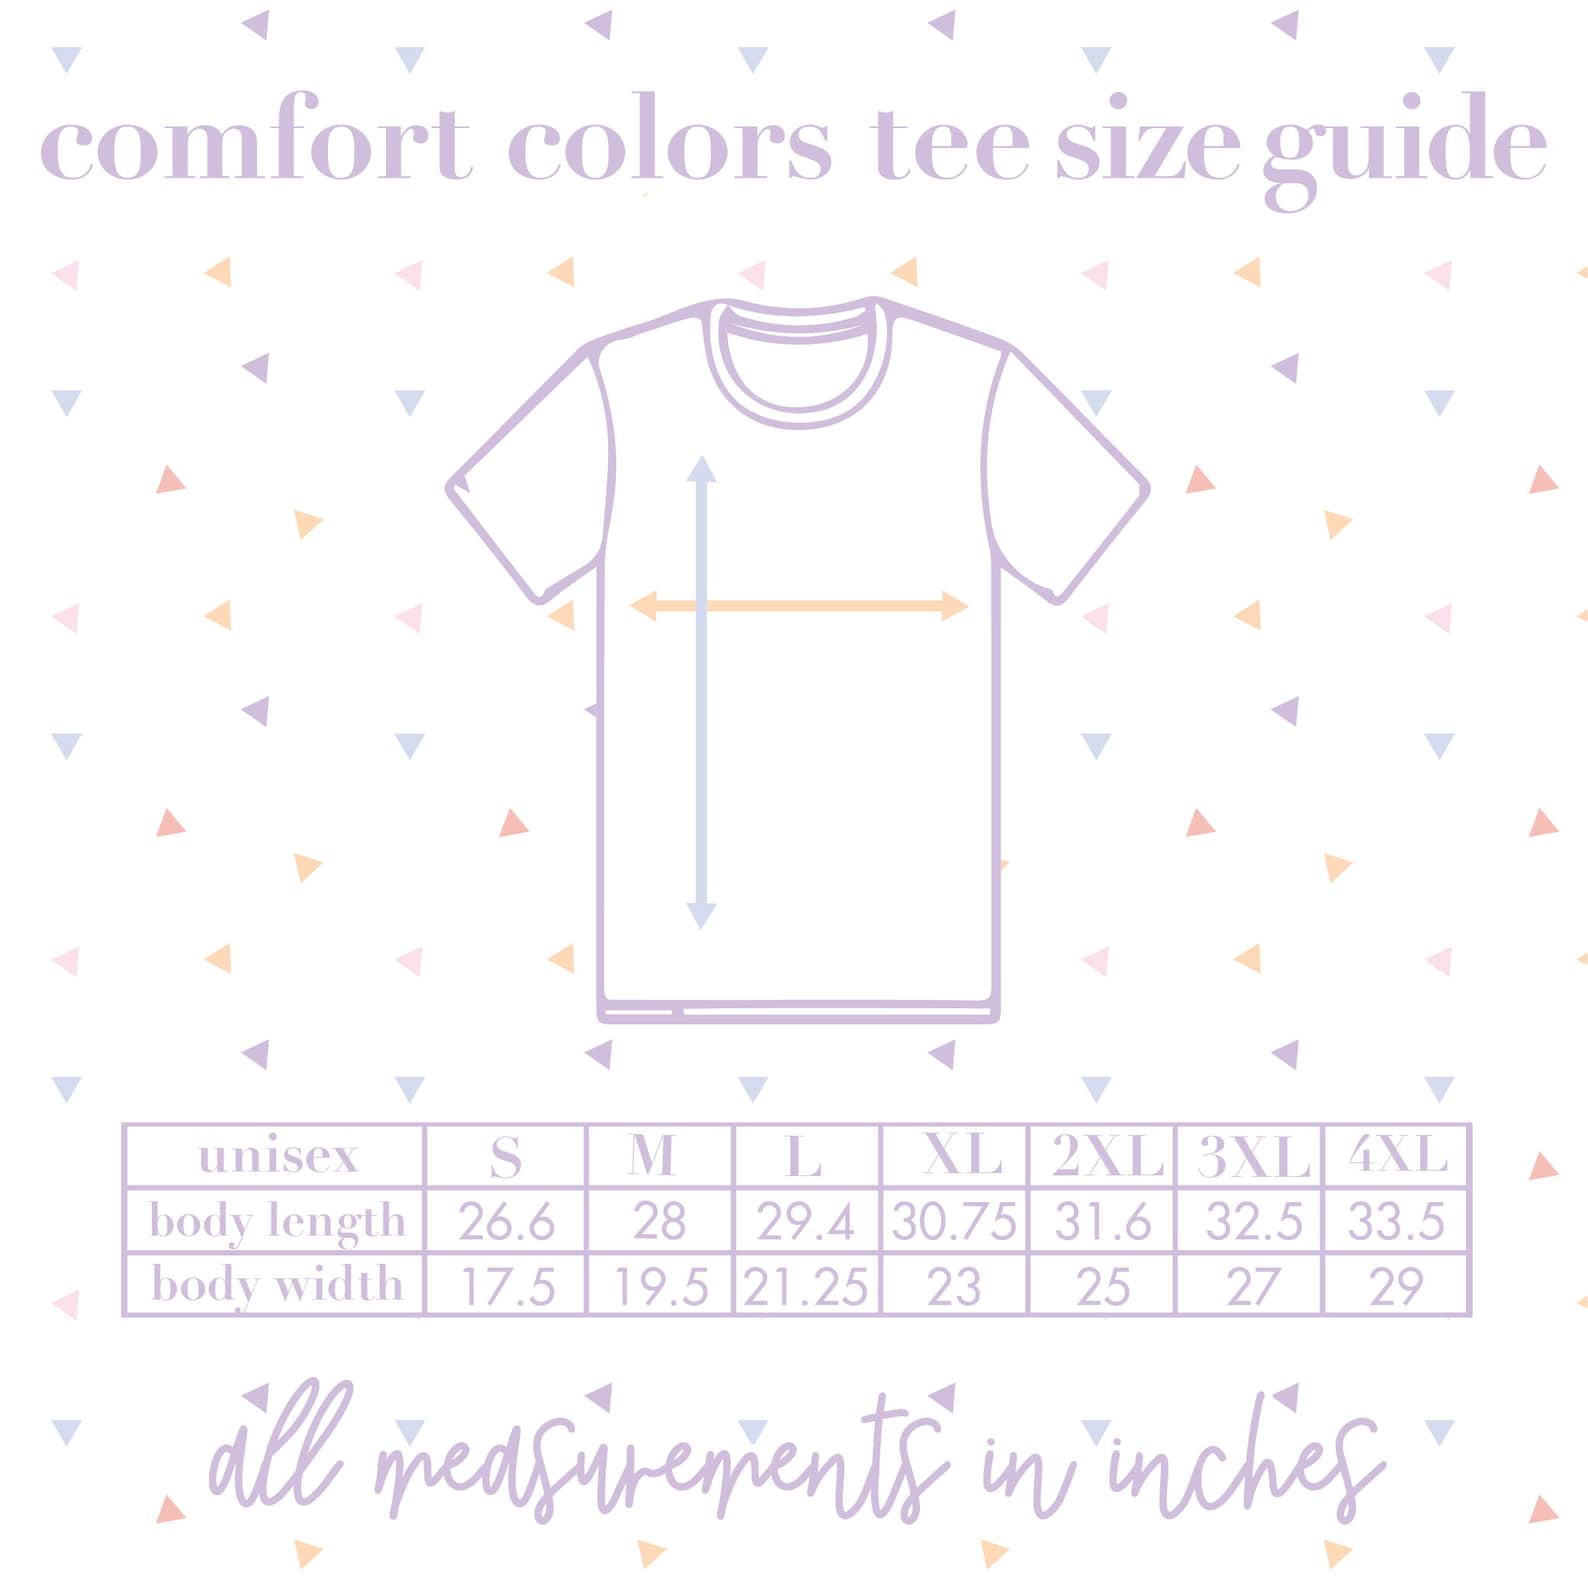 comfort colors tee size guide
unisex S M L XL 2XL 3XL 4XL
body length 26.6 28 29.4 30.75 31.6 32.5 33.5
body width 17.5 19.5 21.25 23 25 27 29
all measurements in inches